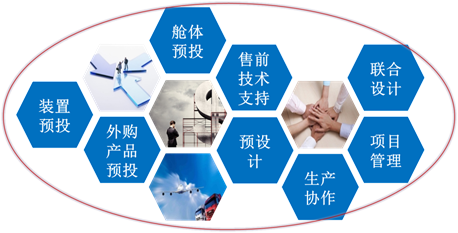 舱体
预投
售前
技术
支持
联合
设计
装置
预投
外购
产品
预投
预设
计
项目
管理
生产
协作